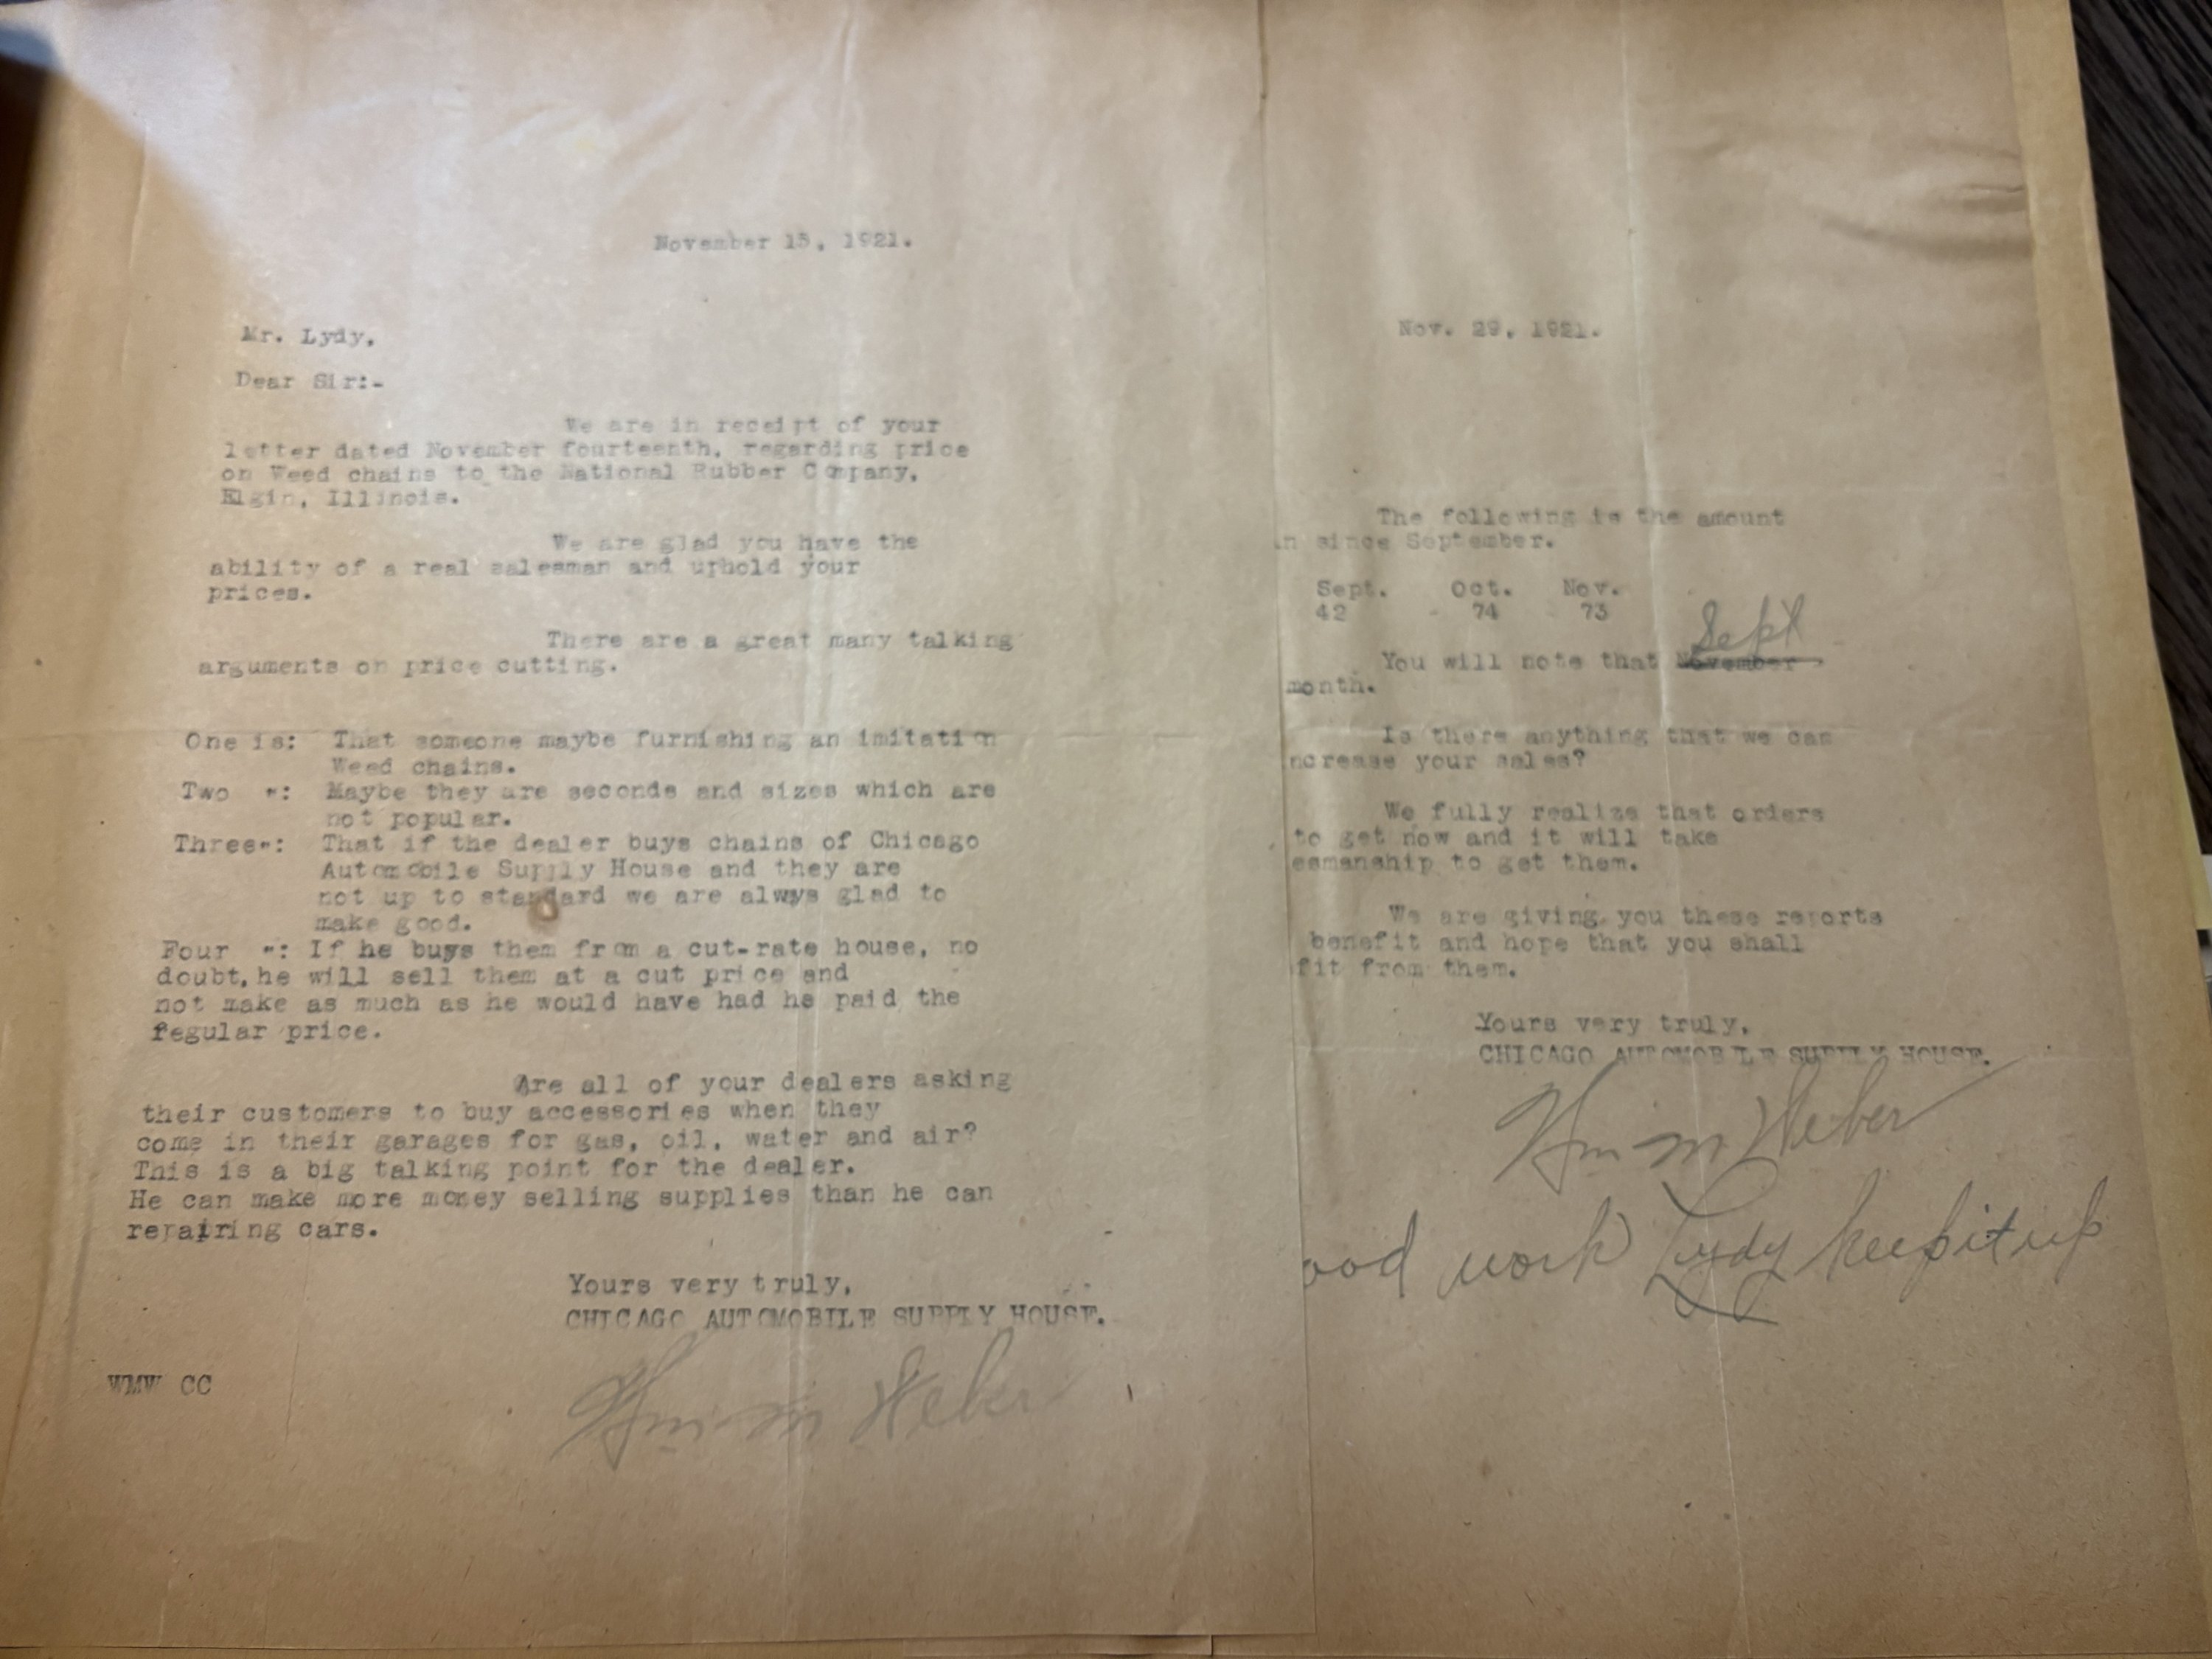 November 15, 1921.
Mr. Lydy,
Dear Sir:-
We are in receipt of your
letter dated November fourteenth, regarding price
on Weed chains to the National Rubber Company,
Elgin, Illinois.
We are glad you have the
ability of a real salesman and uphold your
prices.
There are a great many talking
arguments on price cutting.
One is: That someone maybe furnishing an imitation
Weed chains.
Two ": Maybe they are seconds and sizes which are
not popular.
Three": That if the dealer buys chains of Chicago
Automobile Supply House and they are
not up to standard we are always glad to
make good.
Four ": If he buys them from a cut-rate house, no
doubt, he will sell them at a cut price and
not make as much as he would have had he paid the
regular price.
Are all of your dealers asking
their customers to buy accessories when they
come in their garages for gas, oil, water and air?
This is a big talking point for the dealer.
He can make more money selling supplies than he can
repairing cars.
Yours very truly,
CHICAGO AUTOMOBILE SUPPLY HOUSE.
WMW CC
Wm M Weber
Nov. 29, 1921.
The following is the amount
in since September.
Sept. Oct. Nov.
42 - 74 73
Sept
You will note that November
month.
Is there anything that we can
ncrease your sales?
We fully realize that orders
to get now and it will take
esmanship to get them.
We are giving you these reports
benefit and hope that you shall
fit from them.
Yours very truly,
CHICAGO AUTOMOBILE SUPPLY HOUSE.
Wm M Weber
ood work Lydy keep it up